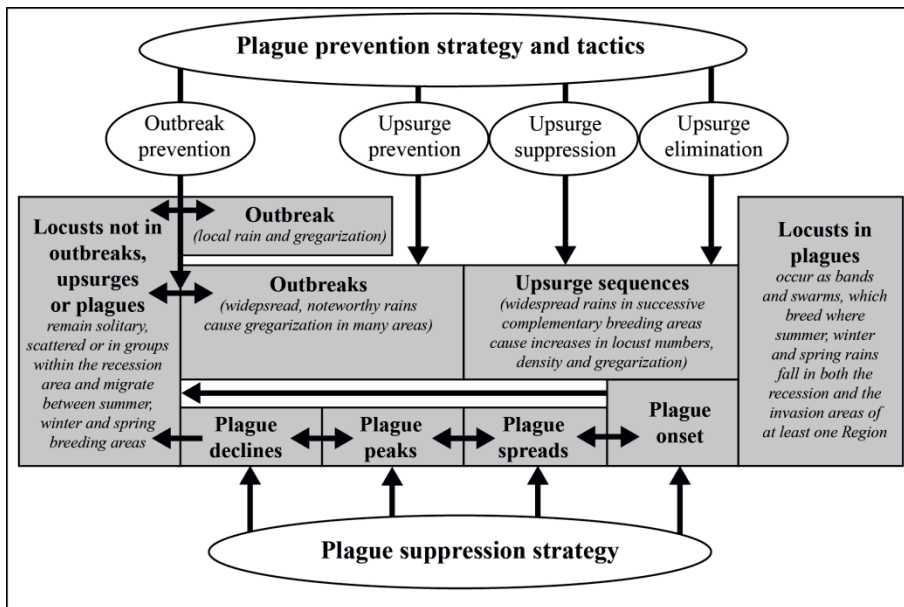 Plague prevention strategy and tactics
Outbreak
prevention
Upsurge
prevention
Upsurge
suppression
Upsurge
elimination
Locusts not in
outbreaks,
upsurges
or plagues
remain solitary,
scattered or in groups
within the recession
area and migrate
between summer,
winter and spring
breeding areas
Outbreak
(local rain and gregarization)
Outbreaks
(widepsread, noteworthy rains
cause gregarization in many areas)
Upsurge sequences
(widespread rains in successive
complementary breeding areas
cause increases in locust numbers,
density and gregarization)
Locusts in
plagues
occur as bands
and swarms, which
breed where
summer, winter
and spring rains
fall in both the
recession and the
invasion areas of
at least one Region
Plague
declines
Plague
peaks
Plague
spreads
Plague
onset
Plague suppression strategy